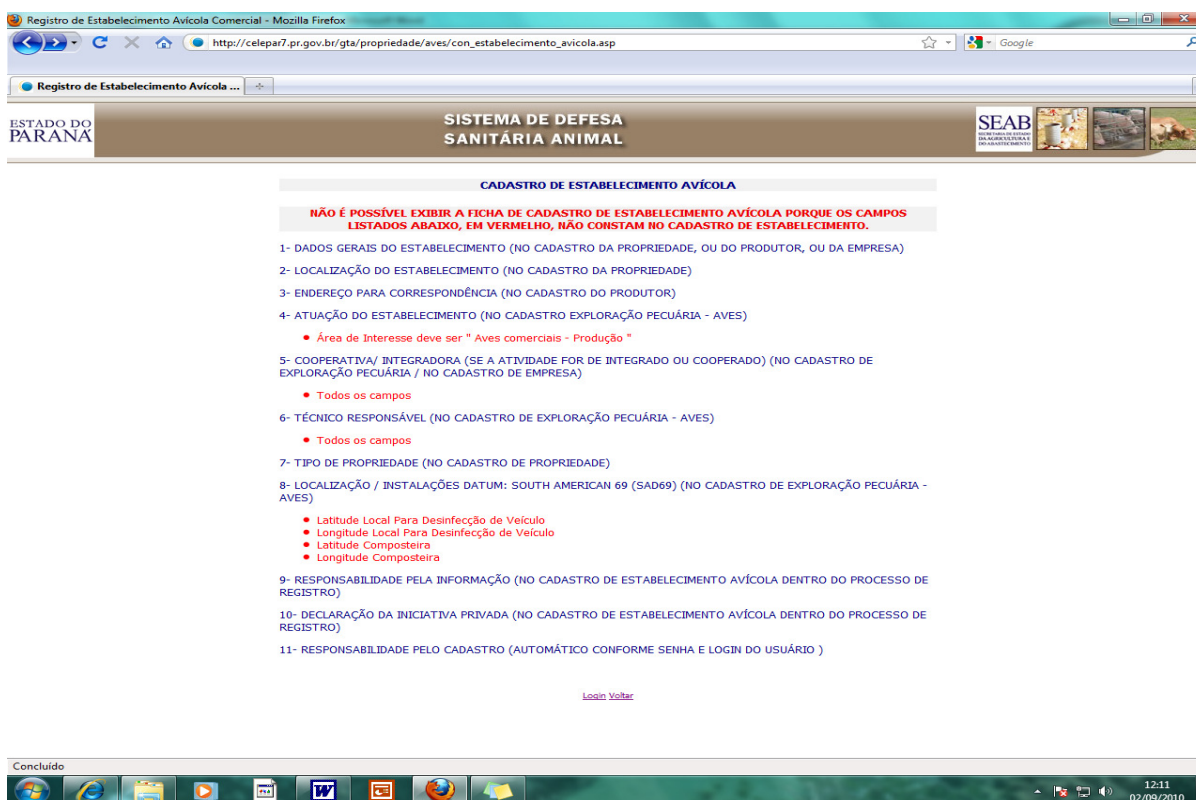 Registro de Estabelecimento Avícola Comercial - Mozilla Firefox
http://celepar7.pr.gov.br/gta/propriedade/aves/con_estabelecimento_avicola.asp
Google
Registro de Estabelecimento Avícola ...
ESTADO DO
PARANÁ
SISTEMA DE DEFESA
SANITÁRIA ANIMAL
SEAB
SECRETARIA DE ESTADO
DA AGRICULTURA E
DO ABASTECIMENTO
CADASTRO DE ESTABELECIMENTO AVÍCOLA
NÃO É POSSÍVEL EXIBIR A FICHA DE CADASTRO DE ESTABELECIMENTO AVÍCOLA PORQUE OS CAMPOS
LISTADOS ABAIXO, EM VERMELHO, NÃO CONSTAM NO CADASTRO DE ESTABELECIMENTO.
1- DADOS GERAIS DO ESTABELECIMENTO (NO CADASTRO DA PROPRIEDADE, OU DO PRODUTOR, OU DA EMPRESA)
2- LOCALIZAÇÃO DO ESTABELECIMENTO (NO CADASTRO DA PROPRIEDADE)
3- ENDEREÇO PARA CORRESPONDÊNCIA (NO CADASTRO DO PRODUTOR)
4- ATUAÇÃO DO ESTABELECIMENTO (NO CADASTRO EXPLORAÇÃO PECUÁRIA - AVES)
• Área de Interesse deve ser " Aves comerciais - Produção "
5- COOPERATIVA/ INTEGRADORA (SE A ATIVIDADE FOR DE INTEGRADO OU COOPERADO) (NO CADASTRO DE
EXPLORAÇÃO PECUÁRIA / NO CADASTRO DE EMPRESA)
• Todos os campos
6- TÉCNICO RESPONSÁVEL (NO CADASTRO DE EXPLORAÇÃO PECUÁRIA - AVES)
• Todos os campos
7- TIPO DE PROPRIEDADE (NO CADASTRO DE PROPRIEDADE)
8- LOCALIZAÇÃO / INSTALAÇÕES DATUM: SOUTH AMERICAN 69 (SAD69) (NO CADASTRO DE EXPLORAÇÃO PECUÁRIA -
AVES)
• Latitude Local Para Desinfecção de Veículo
• Longitude Local Para Desinfecção de Veículo
• Latitude Composteira
• Longitude Composteira
9- RESPONSABILIDADE PELA INFORMAÇÃO (NO CADASTRO DE ESTABELECIMENTO AVÍCOLA DENTRO DO PROCESSO DE
REGISTRO)
10- DECLARAÇÃO DA INICIATIVA PRIVADA (NO CADASTRO DE ESTABELECIMENTO AVÍCOLA DENTRO DO PROCESSO DE
REGISTRO)
11- RESPONSABILIDADE PELO CADASTRO (AUTOMÁTICO CONFORME SENHA E LOGIN DO USUÁRIO )
Login Voltar
Concluído
12:11
02/09/2010